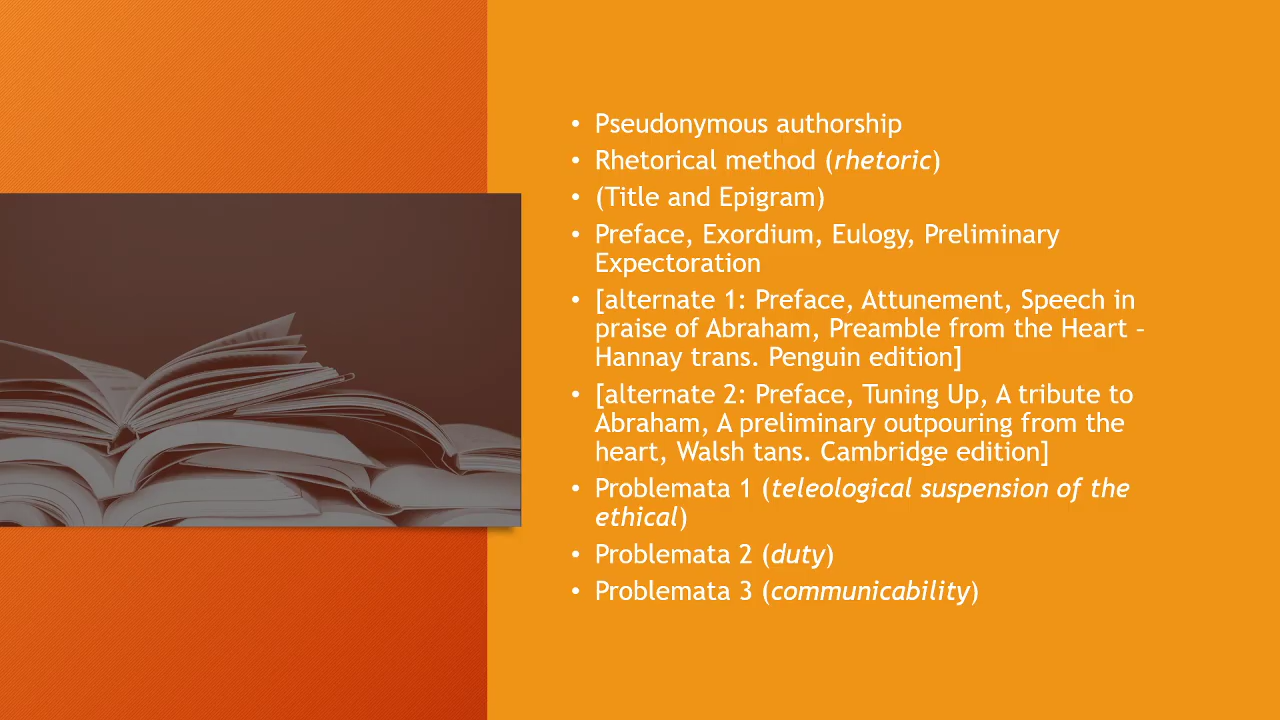 • Pseudonymous authorship
• Rhetorical method (rhetoric)
• (Title and Epigram)
• Preface, Exordium, Eulogy, Preliminary
Expectoration
• [alternate 1: Preface, Attunement, Speech in
praise of Abraham, Preamble from the Heart –
Hannay trans. Penguin edition]
• [alternate 2: Preface, Tuning Up, A tribute to
Abraham, A preliminary outpouring from the
heart, Walsh tans. Cambridge edition]
• Problemata 1 (teleological suspension of the
ethical)
• Problemata 2 (duty)
• Problemata 3 (communicability)